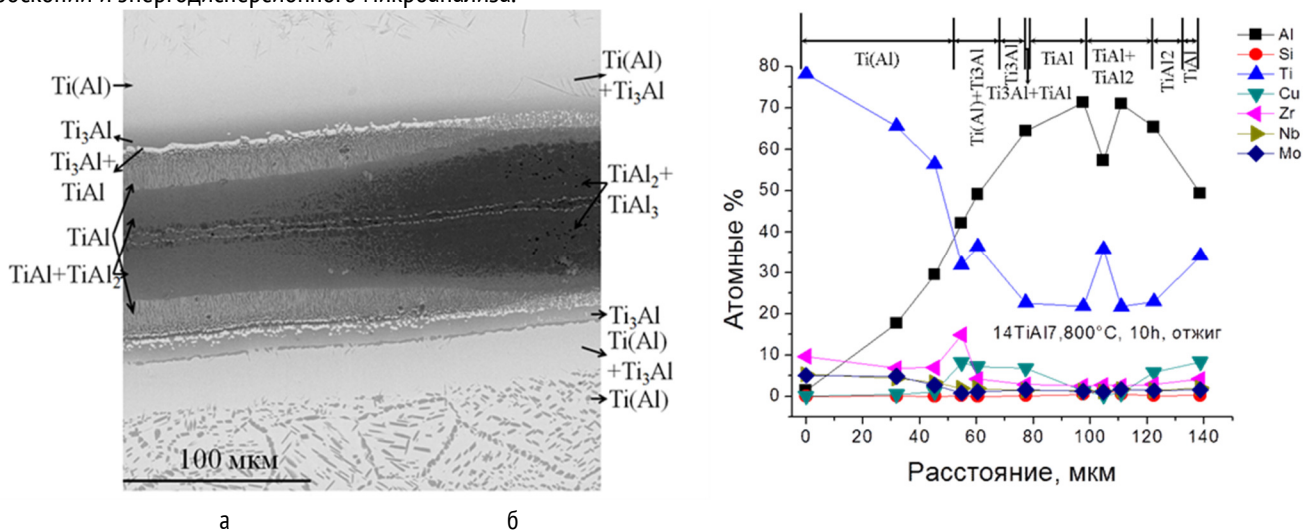 роскопии и энергодисперсионного микроанализа.
Ti(Al)
Ti3Al
Ti3Al+
TiAl
TiAl
TiAl+TiAl2
Ti(Al)
+Ti3Al
TiAl2+
TiAl3
Ti3Al
Ti(Al)
+Ti3Al
Ti(Al)
100 мкм
а
б
Ti(Al)
Ti(Al)+Ti3Al
Ti3Al
Ti3Al+TiAl
TiAl
TiAl+
TiAl2
TiAl2
TiAl
Al
Si
Ti
Cu
Zr
Nb
Mo
Атомные %
80
70
60
50
40
30
20
10
0
14TiAl7,800°C, 10h, отжиг
0 20 40 60 80 100 120 140
Расстояние, мкм